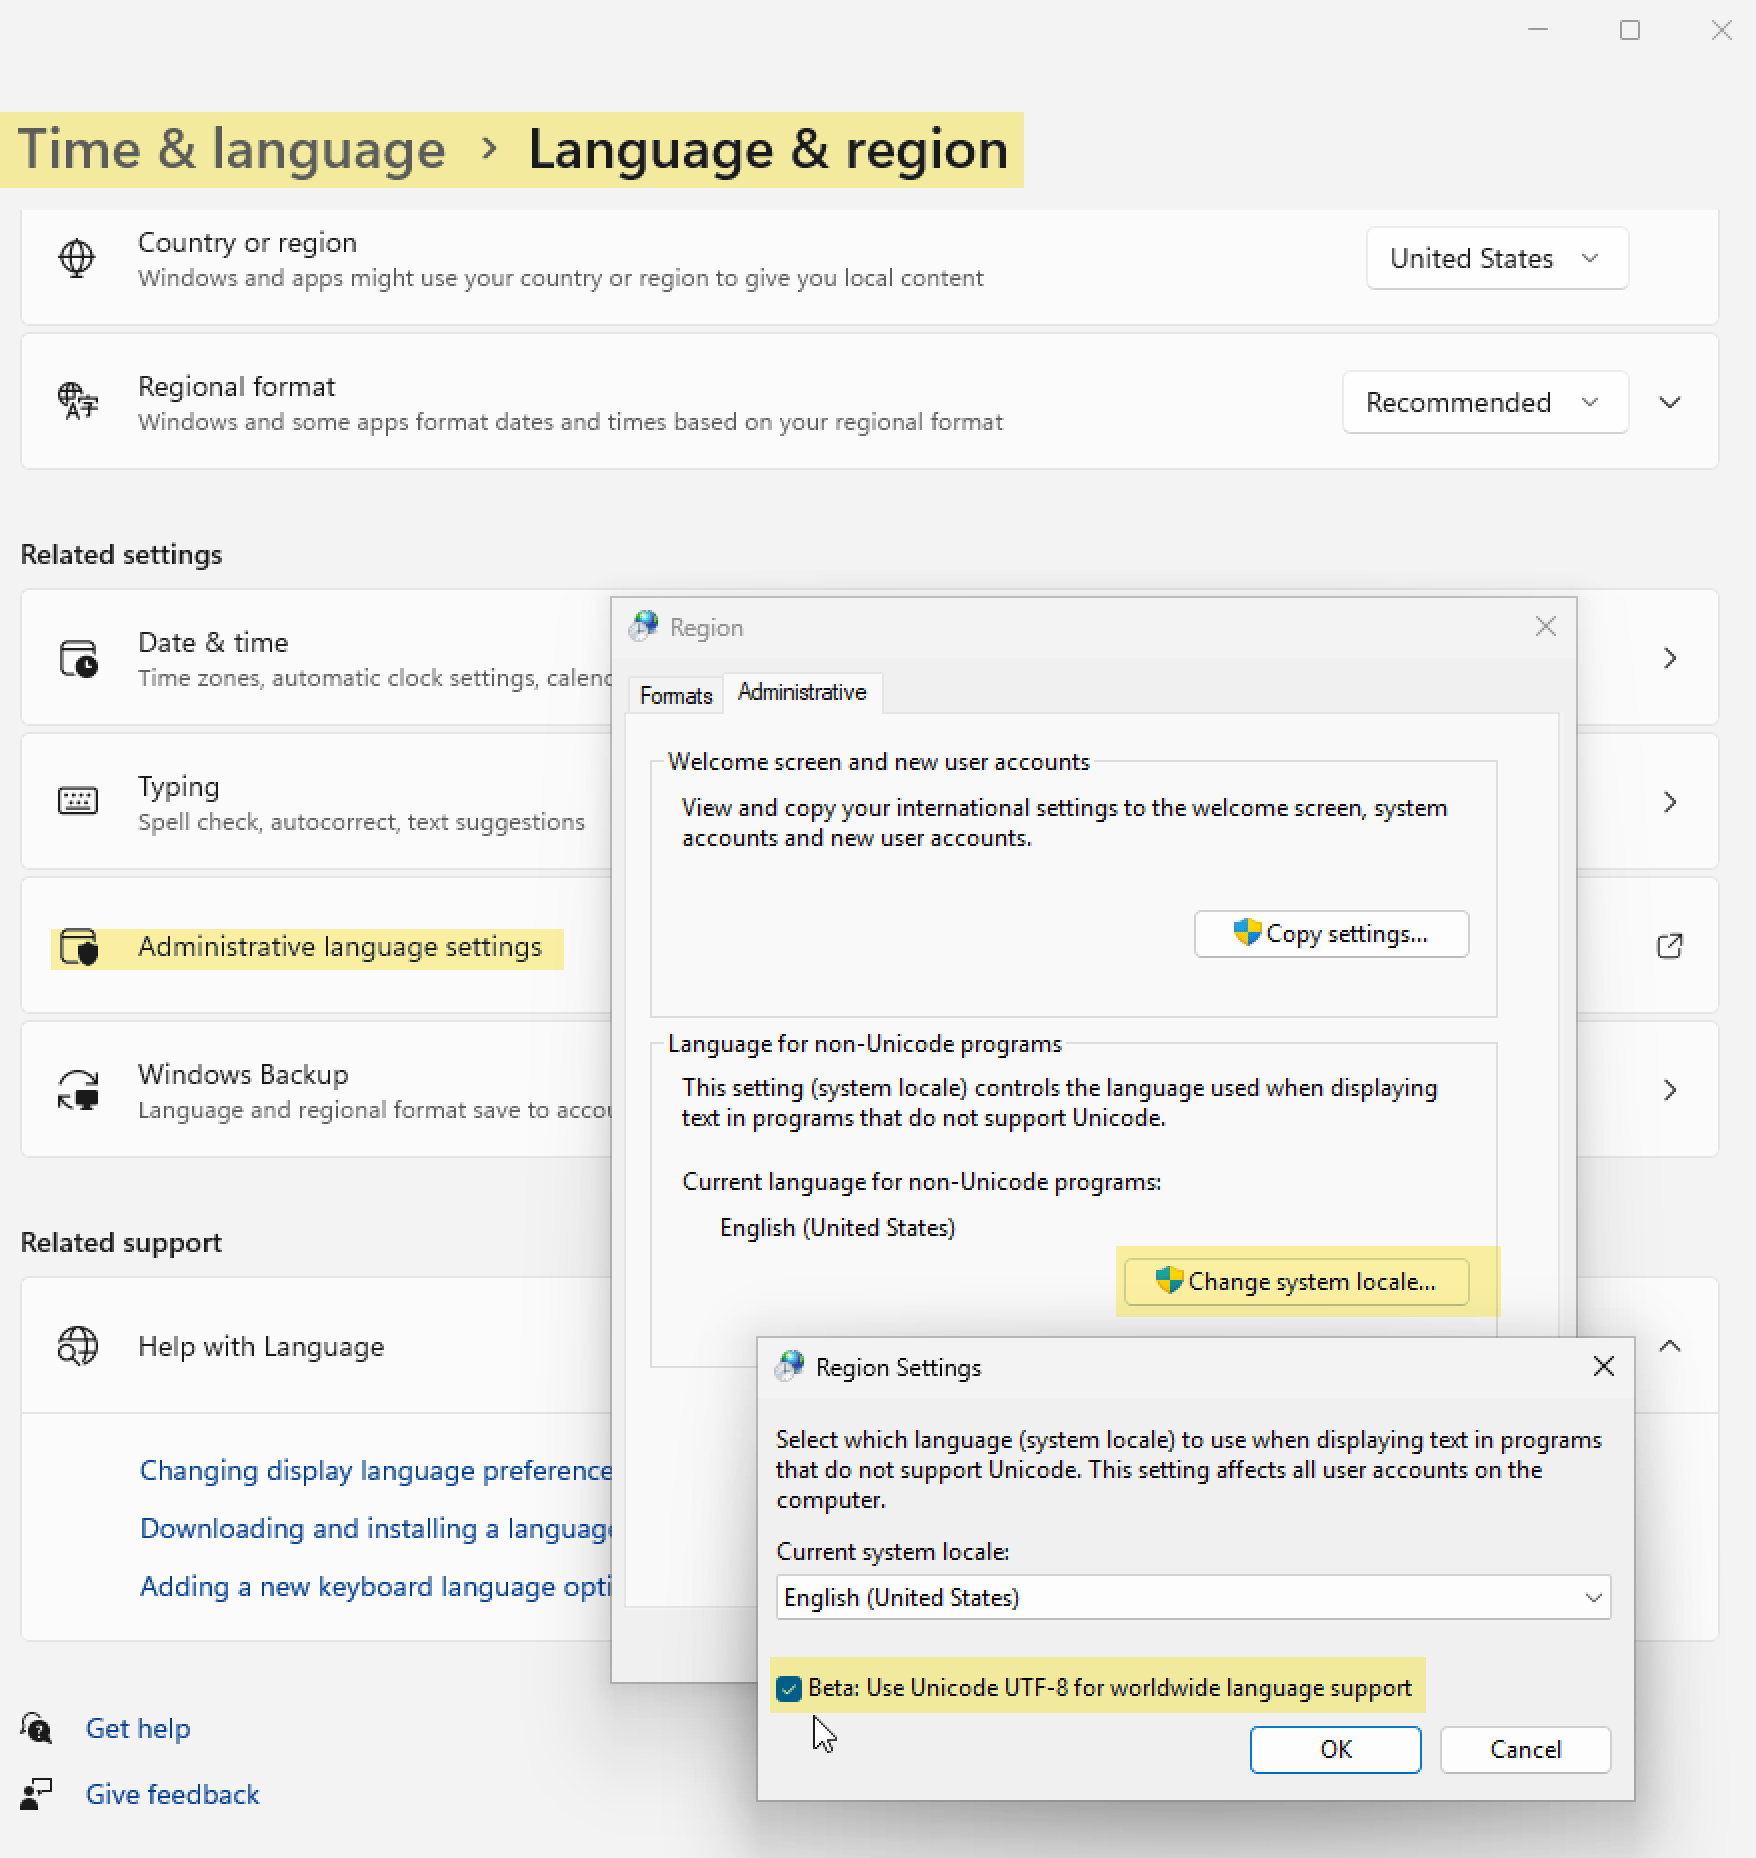 Time & language > Language & region
Country or region
Windows and apps might use your country or region to give you local content
United States
Regional format
Windows and some apps format dates and times based on your regional format
Recommended
Related settings
Date & time
Time zones, automatic clock settings,
Typing
Spell check, autocorrect, text suggestions
Administrative language settings
Windows Backup
Language and regional format save to
Related support
Help with Language
Changing display language
Downloading and installing a
Adding a new keyboard language
Get help
Give feedback
Region
Formats
Administrative
Welcome screen and new user accounts
View and copy your international settings to the welcome screen, system
accounts and new user accounts.
Copy settings...
Language for non-Unicode programs
This setting (system locale) controls the language used when displaying
text in programs that do not support Unicode.
Current language for non-Unicode programs:
English (United States)
Change system locale...
Region Settings
Select which language (system locale) to use when displaying text in programs
that do not support Unicode. This setting affects all user accounts on the
computer.
Current system locale:
English (United States)
Beta: Use Unicode UTF-8 for worldwide language support
OK
Cancel